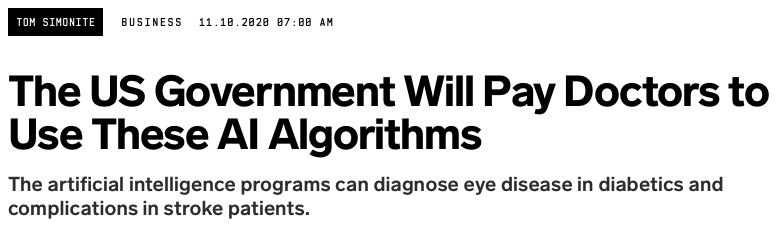 TOM SIMONITE BUSINESS 11.10.2020 07:00 AM
The US Government Will Pay Doctors to
Use These AI Algorithms
The artificial intelligence programs can diagnose eye disease in diabetics and
complications in stroke patients.